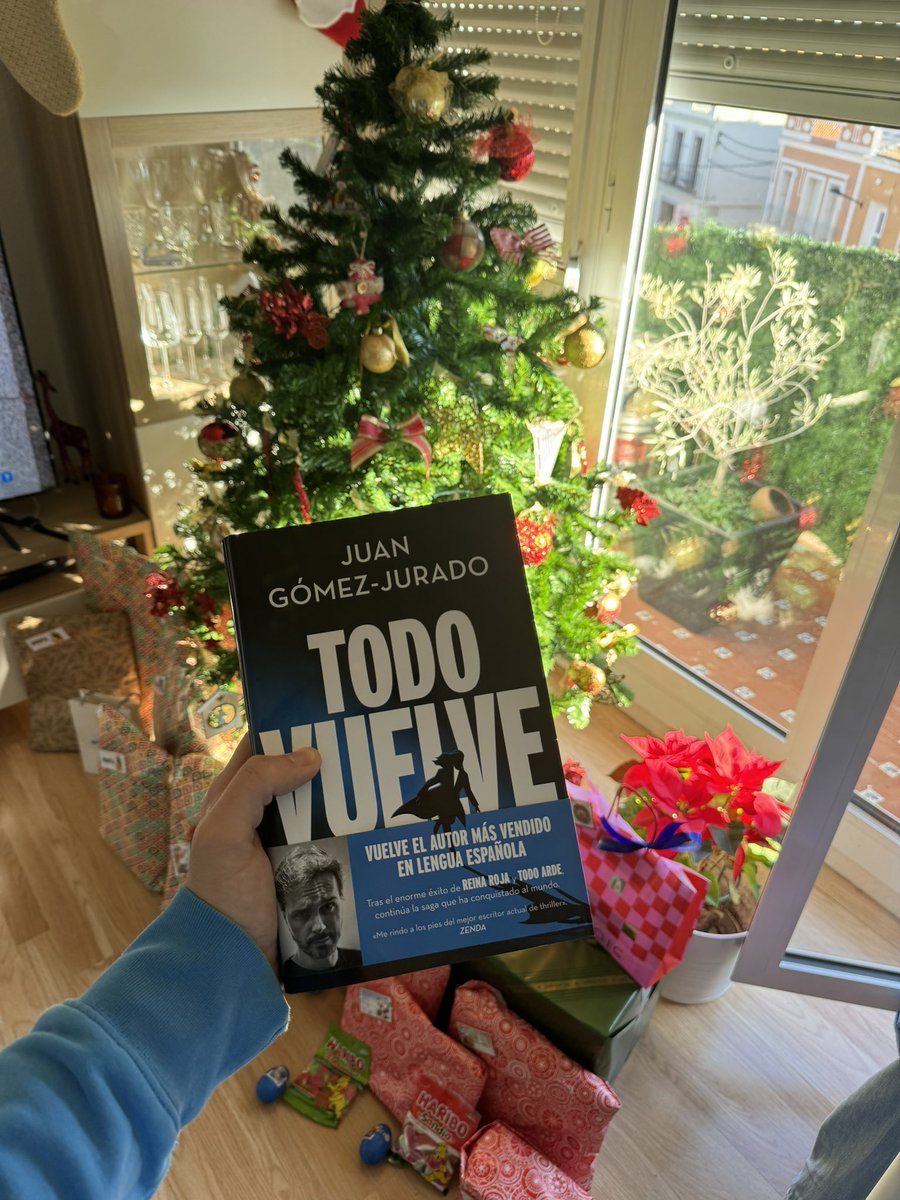 JUAN
GÓMEZ-JURADO
TODO
VUELVE
VUELVE EL AUTOR MÁS VENDIDO
EN LENGUA ESPAÑOLA
Tras el enorme éxito de REINA ROJA y TODO ARDE,
continúa la saga que ha conquistado al mundo.
«Me rindo a los pies del mejor escritor actual de thriller».
ZENDA
HARIBO
HARIBO